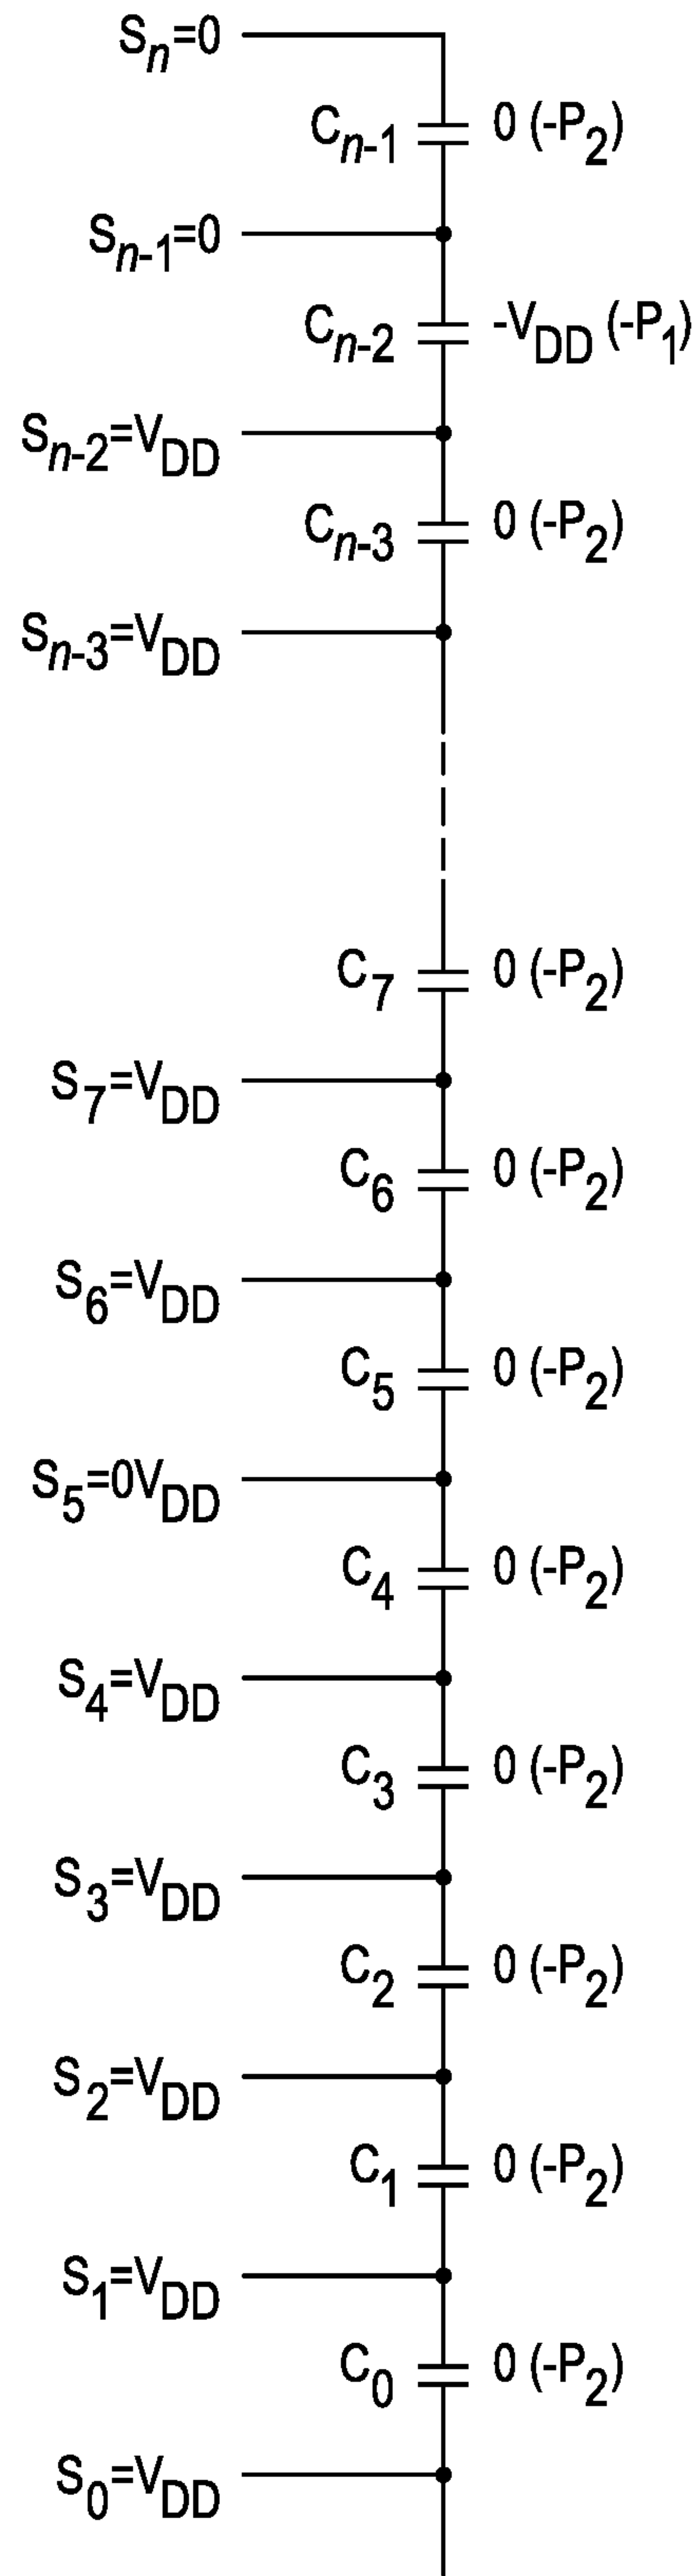 Sn=0
Cn-1 0 (-P2)
Sn-1=0
Cn-2 -VDD (-P1)
Sn-2=VDD
Cn-3 0 (-P2)
Sn-3=VDD
C7 0 (-P2)
S7=VDD
C6 0 (-P2)
S6=VDD
C5 0 (-P2)
S5=0VDD
C4 0 (-P2)
S4=VDD
C3 0 (-P2)
S3=VDD
C2 0 (-P2)
S2=VDD
C1 0 (-P2)
S1=VDD
C0 0 (-P2)
S0=VDD